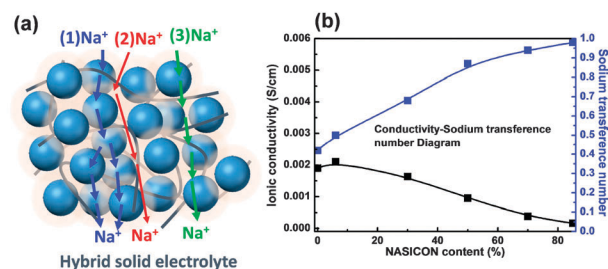 (a)
(1)Na⁺ (2)Na⁺ (3)Na⁺
Na⁺ Na⁺ Na⁺
Hybrid solid electrolyte
(b)
Ionic conductivity (S/cm)
0.006
0.005
0.004
0.003
0.002
0.001
0.000
Conductivity-Sodium transference
number Diagram
0 20 40 60 80
NASICON content (%)
1.0
0.9
0.8
0.7
0.6
0.5
0.4
0.3
0.2
0.1
0.0
Sodium transference
number